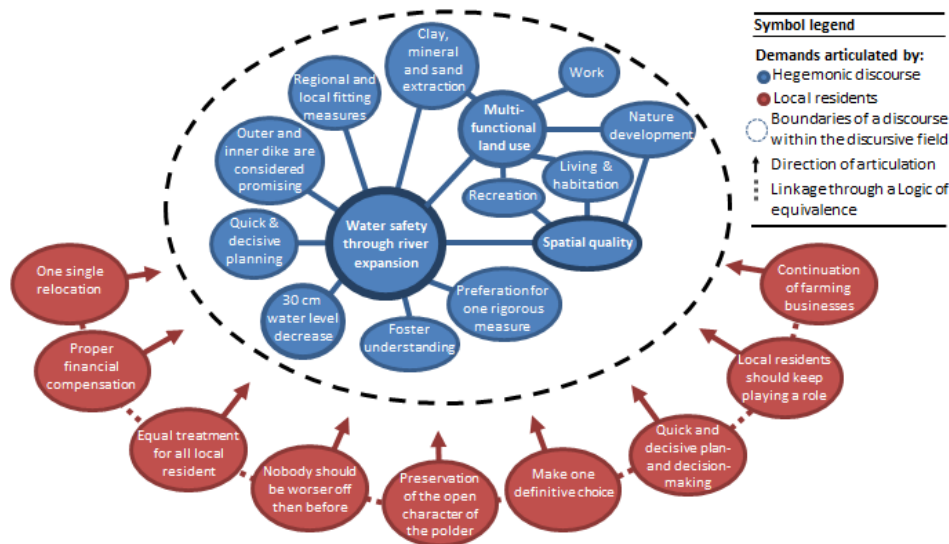 Symbol legend
Demands articulated by:
Hegemonic discourse
Local residents
Boundaries of a discourse
within the discursive field
Direction of articulation
Linkage through a Logic of
equivalence
Clay,
mineral
and sand
extraction
Regional and
local fitting
measures
Outer and
inner dike are
considered
promising
Quick &
decisive
planning
30 cm
water level
decrease
Foster
understanding
Preferation for
one rigorous
measure
Water safety
through river
expansion
Multi-
functional
land use
Work
Nature
development
Living &
habitation
Recreation
Spatial quality
One single
relocation
Proper
financial
compensation
Equal treatment
for all local
resident
Nobody should
be worser off
then before
Preservation
of the open
character of
the polder
Make one
definitive choice
Quick and
decisive plan-
and decision-
making
Local residents
should keep
playing a role
Continuation
of farming
businesses